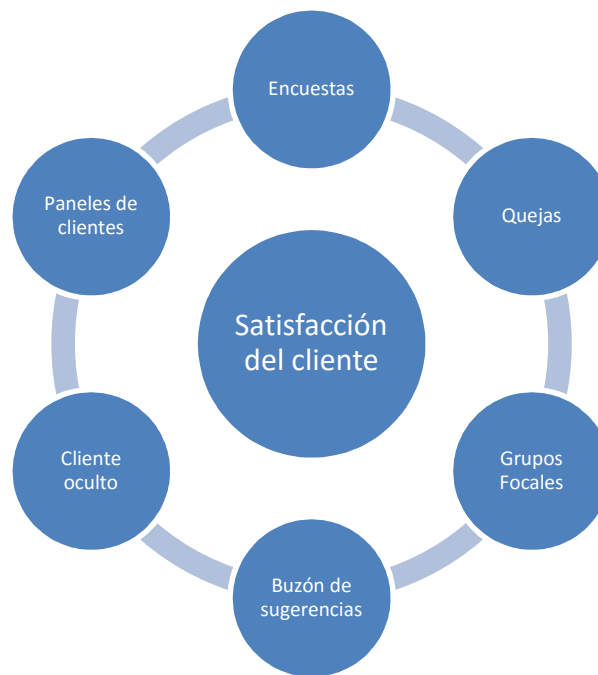 Encuestas
Paneles de
clientes
Quejas
Satisfacción
del cliente
Cliente
oculto
Grupos
Focales
Buzón de
sugerencias